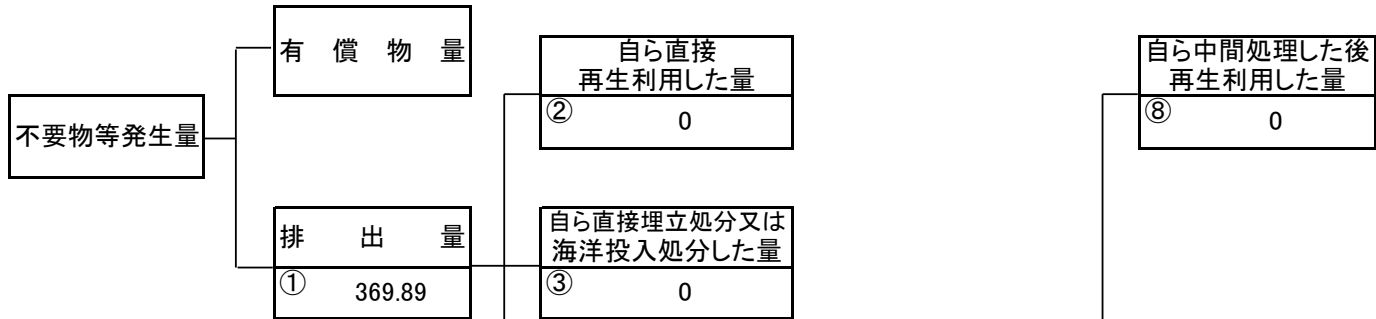 有償物量
自ら直接
再生利用した量
② 0
自ら中間処理した後
再生利用した量
⑧ 0
不要物等発生量
排出量
① 369.89
自ら直接埋立処分又は
海洋投入処分した量
③ 0